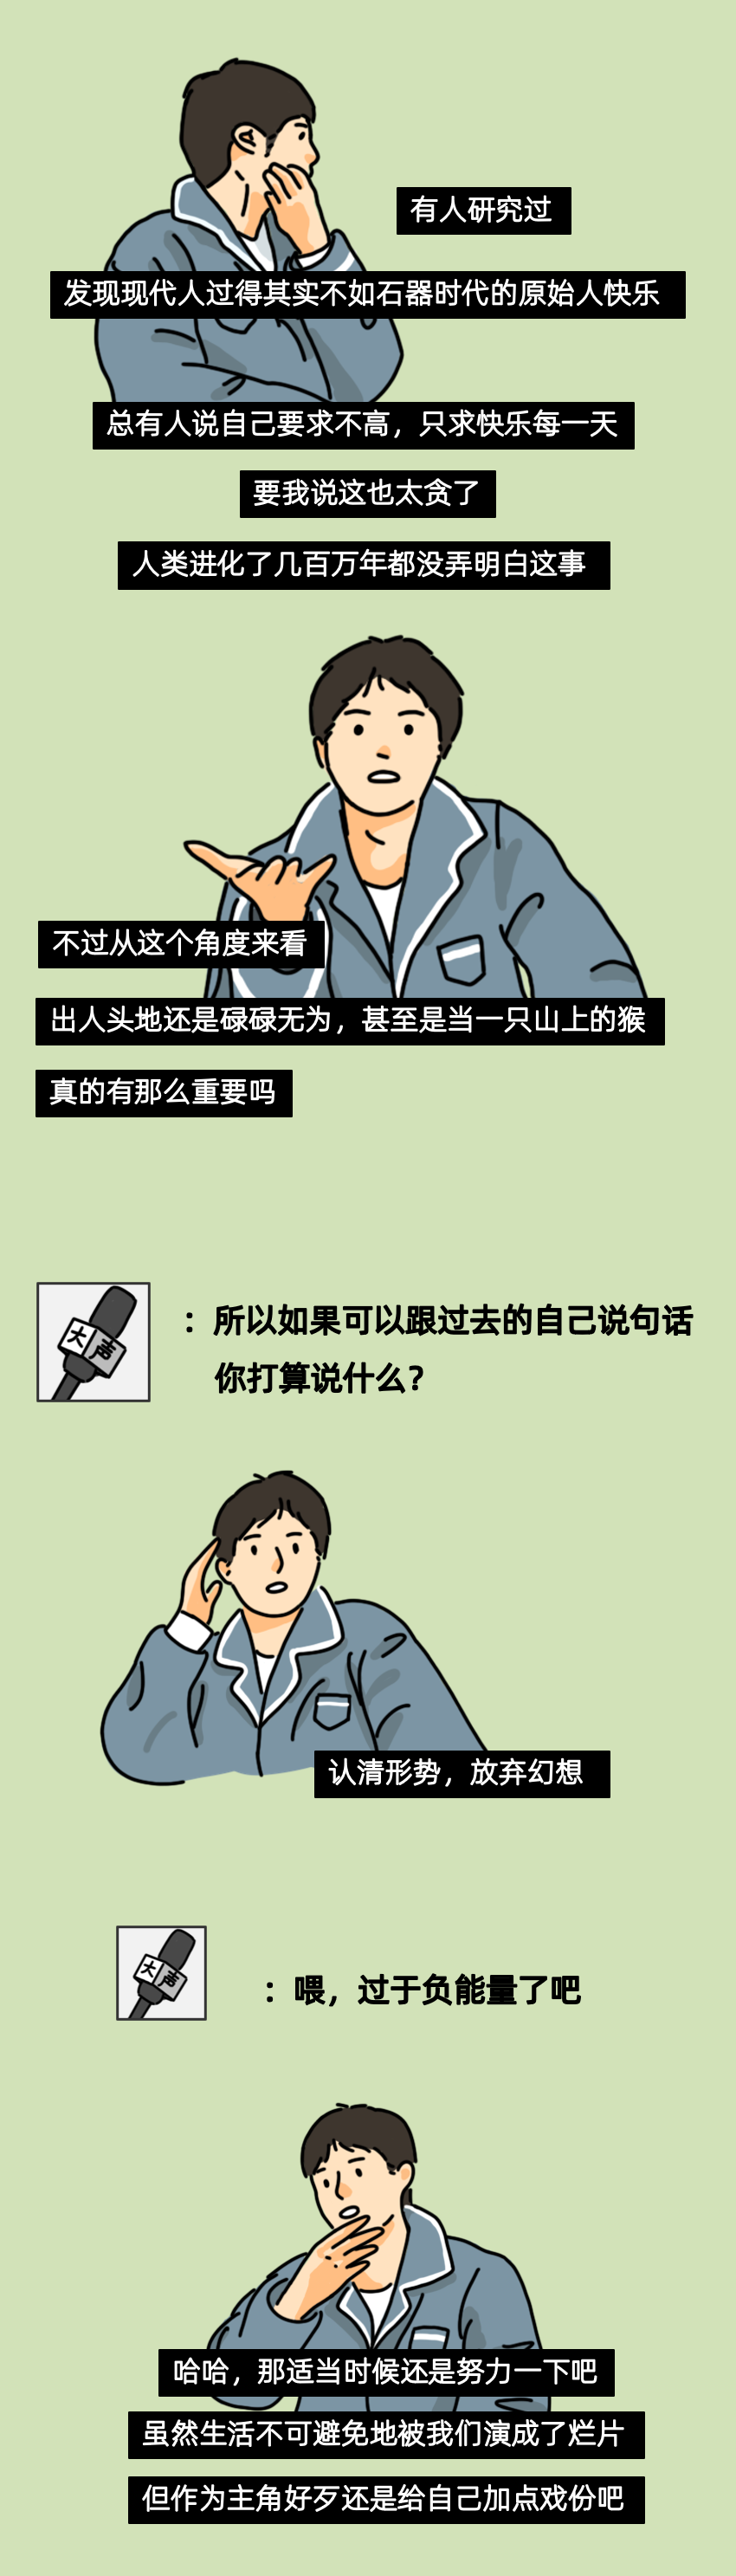 有人研究过
发现现代人过得其实不如石器时代的原始人快乐
总有人说自己要求不高，只求快乐每一天
要我说这也太贪了
人类进化了几百万年都没弄明白这事
不过从这个角度来看
出人头地还是碌碌无为，甚至是当一只山上的猴
真的有那么重要吗
大声
：所以如果可以跟过去的自己说句话
你打算说什么？
认清形势，放弃幻想
大声
：喂，过于负能量了吧
哈哈，那适当时候还是努力一下吧
虽然生活不可避免地被我们演成了烂片
但作为主角好歹还是给自己加点戏份吧